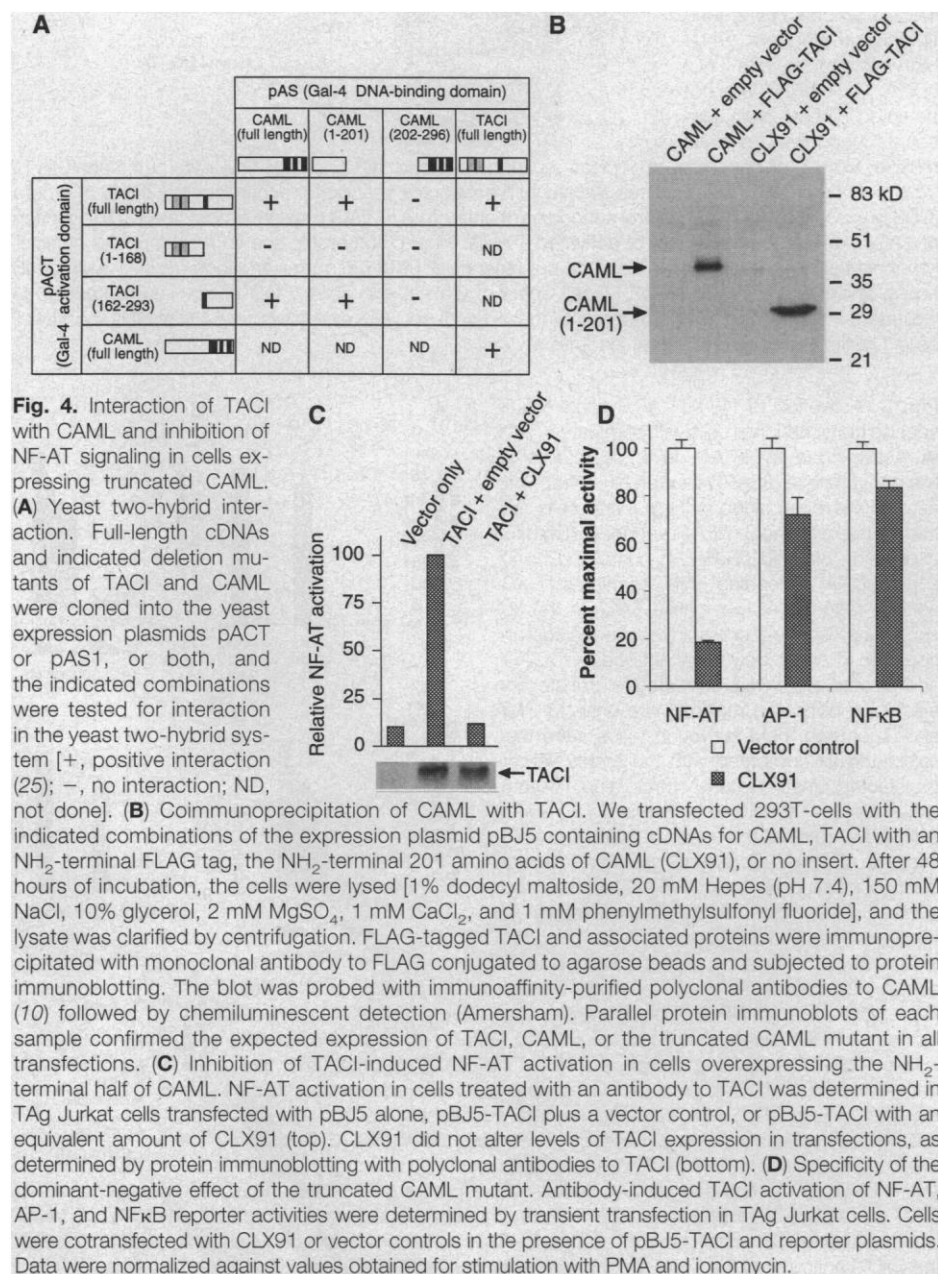 A
pAS (Gal-4 DNA-binding domain)
CAML (full length)
CAML (1-201)
CAML (202-296)
TACI (full length)
pACT
(Gal-4 activation domain)
TACI (full length)
+ + - +
TACI (1-168)
- - - ND
TACI (162-293)
+ + - ND
CAML (full length)
ND ND ND +
B
CAML + empty vector
CAML + FLAG-TACI
CLX91 + empty vector
CLX91 + FLAG-TACI
83 kD
51
CAML
35
CAML (1-201)
29
21
Fig. 4. Interaction of TACI
with CAML and inhibition of
NF-AT signaling in cells ex-
pressing truncated CAML.
(A) Yeast two-hybrid inter-
action. Full-length cDNAs
and indicated deletion mu-
tants of TACI and CAML
were cloned into the yeast
expression plasmids pACT
or pAS1, or both, and
the indicated combinations
were tested for interaction
in the yeast two-hybrid sys-
tem [+, positive interaction
(25); −, no interaction; ND,
C
Vector only
TACI + empty vector
TACI + CLX91
Relative NF-AT activation
100
75
50
25
0
TACI
D
Percent maximal activity
100
80
60
40
20
0
NF-AT AP-1 NFκB
Vector control
CLX91
not done]. (B) Coimmunoprecipitation of CAML with TACI. We transfected 293T-cells with the
indicated combinations of the expression plasmid pBJ5 containing cDNAs for CAML, TACI with an
NH2-terminal FLAG tag, the NH2-terminal 201 amino acids of CAML (CLX91), or no insert. After 48
hours of incubation, the cells were lysed [1% dodecyl maltoside, 20 mM Hepes (pH 7.4), 150 mM
NaCl, 10% glycerol, 2 mM MgSO4, 1 mM CaCl2, and 1 mM phenylmethylsulfonyl fluoride], and the
lysate was clarified by centrifugation. FLAG-tagged TACI and associated proteins were immunopre-
cipitated with monoclonal antibody to FLAG conjugated to agarose beads and subjected to protein
immunoblotting. The blot was probed with immunoaffinity-purified polyclonal antibodies to CAML
(10) followed by chemiluminescent detection (Amersham). Parallel protein immunoblots of each
sample confirmed the expected expression of TACI, CAML, or the truncated CAML mutant in all
transfections. (C) Inhibition of TACI-induced NF-AT activation in cells overexpressing the NH2-
terminal half of CAML. NF-AT activation in cells treated with an antibody to TACI was determined in
TAg Jurkat cells transfected with pBJ5 alone, pBJ5-TACI plus a vector control, or pBJ5-TACI with an
equivalent amount of CLX91 (top). CLX91 did not alter levels of TACI expression in transfections, as
determined by protein immunoblotting with polyclonal antibodies to TACI (bottom). (D) Specificity of the
dominant-negative effect of the truncated CAML mutant. Antibody-induced TACI activation of NF-AT,
AP-1, and NFκB reporter activities were determined by transient transfection in TAg Jurkat cells. Cells
were cotransfected with CLX91 or vector controls in the presence of pBJ5-TACI and reporter plasmids.
Data were normalized against values obtained for stimulation with PMA and ionomycin.